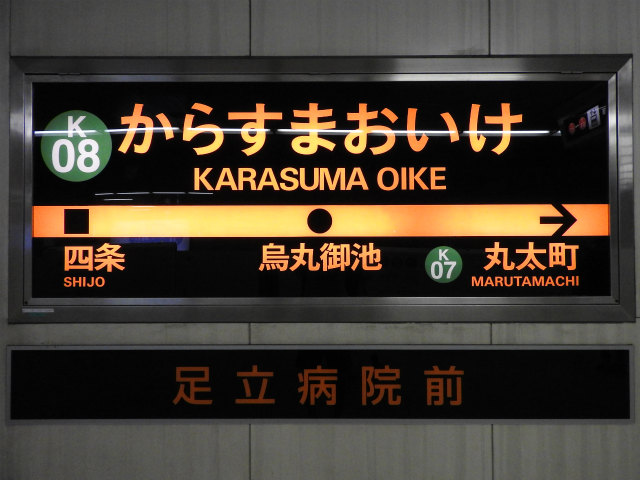 K
08
からすまおいけ
KARASUMA OIKE
四条
烏丸御池
K
07
丸太町
SHIJO
MARUTAMACHI
足立病院前